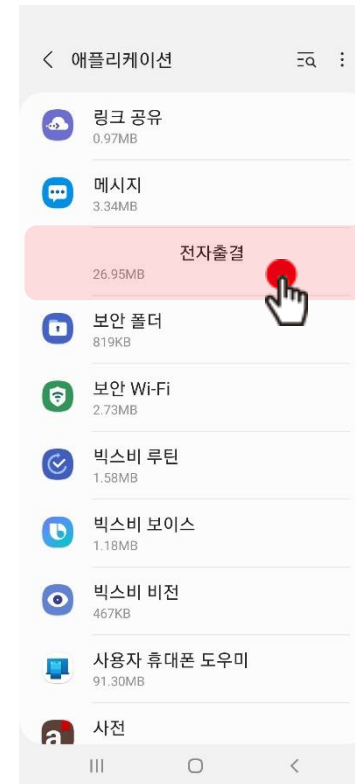 애플리케이션
링크 공유
0.97MB
메시지
3.34MB
전자출결
26.95MB
보안 폴더
819KB
보안 Wi-Fi
2.73MB
빅스비 루틴
1.58MB
빅스비 보이스
1.18MB
빅스비 비전
467KB
사용자 휴대폰 도우미
91.30MB
사전